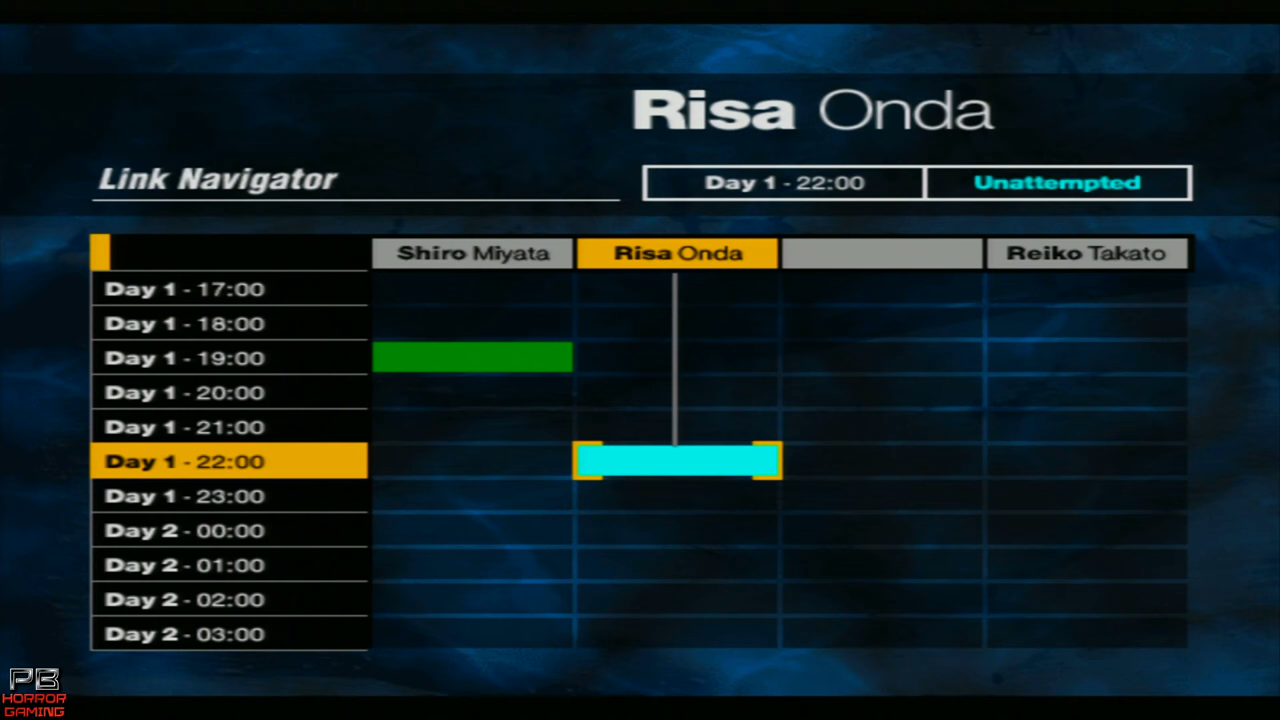 Risa Onda
Link Navigator
Day 1 - 22:00 Unattempted
Shiro Miyata Risa Onda Reiko Takato
Day 1 - 17:00
Day 1 - 18:00
Day 1 - 19:00
Day 1 - 20:00
Day 1 - 21:00
Day 1 - 22:00
Day 1 - 23:00
Day 2 - 00:00
Day 2 - 01:00
Day 2 - 02:00
Day 2 - 03:00
PB
HORROR
GAMING